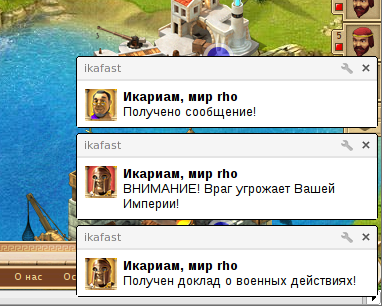 5
ikafast
Икариам, мир rho
Получено сообщение!
ikafast
Икариам, мир rho
ВНИМАНИЕ! Враг угрожает Вашей
Империи!
ikafast
Икариам, мир rho
Получен доклад о военных действиях!
О нас